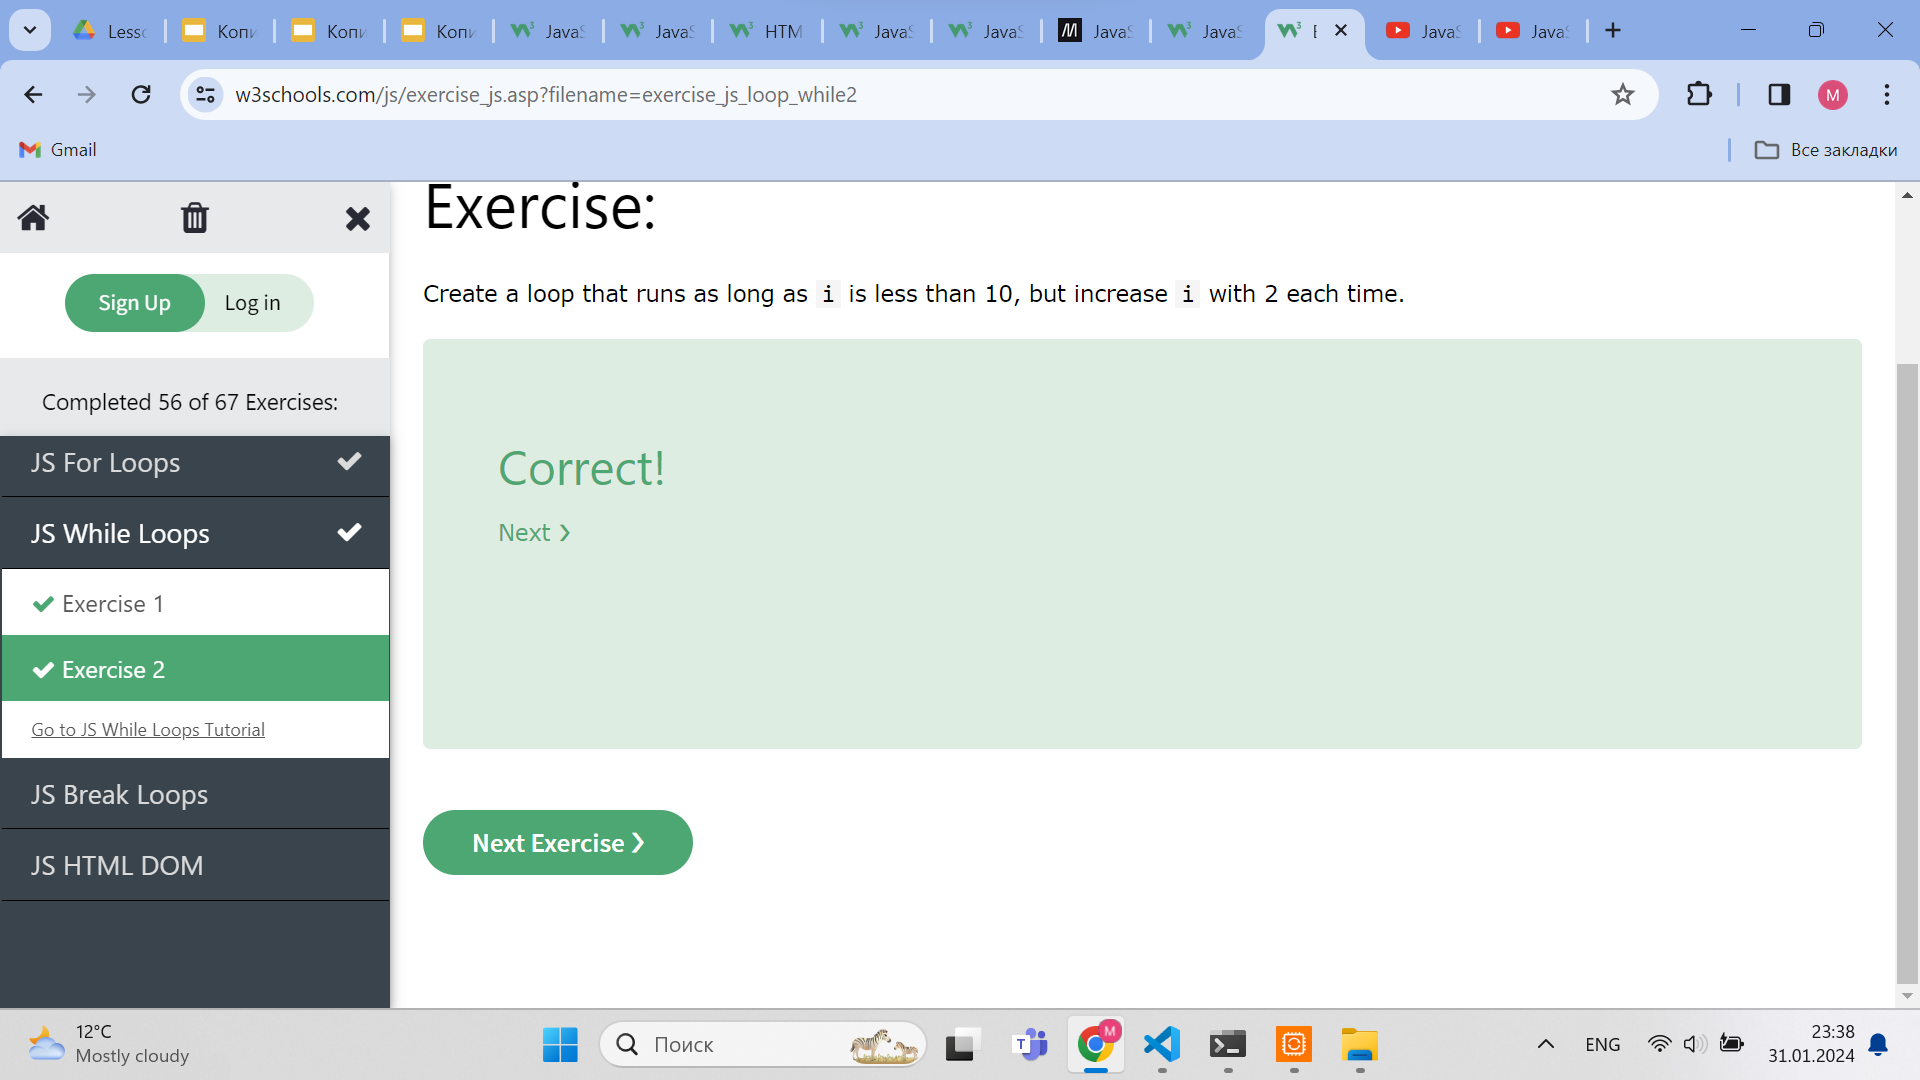 Lessc
Копи
Копи
Копи
JavaS
JavaS
HTM
JavaS
JavaS
JavaS
JavaS
E
JavaS
JavaS
w3schools.com/js/exercise_js.asp?filename=exercise_js_loop_while2
M
Gmail
Все закладки
Sign Up
Log in
Completed 56 of 67 Exercises:
JS For Loops
JS While Loops
Exercise 1
Exercise 2
Go to JS While Loops Tutorial
JS Break Loops
JS HTML DOM
Exercise:
Create a loop that runs as long as i is less than 10, but increase i with 2 each time.
Correct!
Next ❯
Next Exercise ❯
12°C
Mostly cloudy
Поиск
ENG
23:38
31.01.2024